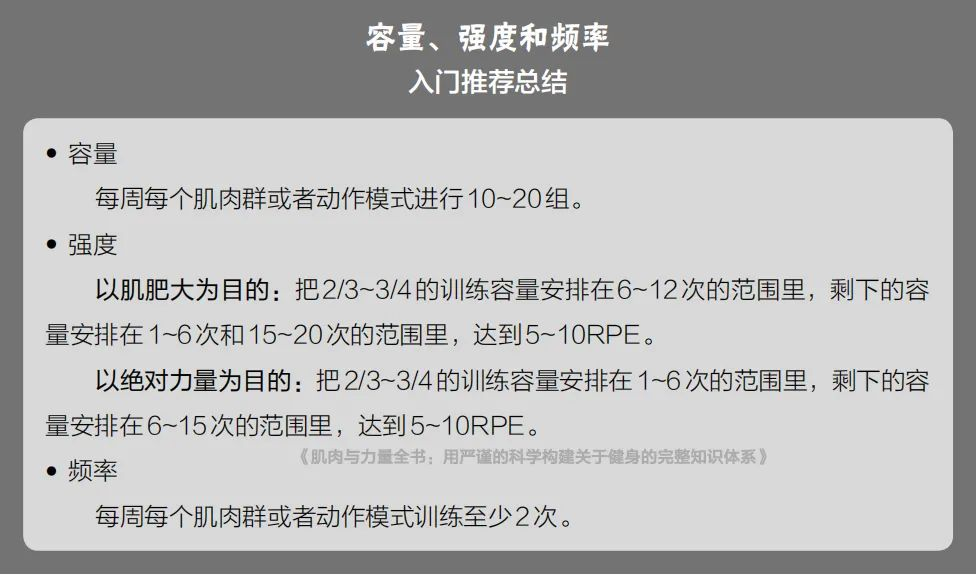 容量、强度和频率
入门推荐总结
• 容量
每周每个肌肉群或者动作模式进行10~20组。
• 强度
以肌肥大为目的：把2/3~3/4的训练容量安排在6~12次的范围里，剩下的容
量安排在1~6次和15~20次的范围里，达到5~10RPE。
以绝对力量为目的：把2/3~3/4的训练容量安排在1~6次的范围里，剩下的容
量安排在6~15次的范围里，达到5~10RPE。
《肌肉与力量全书：用严谨的科学构建关于健身的完整知识体系》
• 频率
每周每个肌肉群或者动作模式训练至少2次。